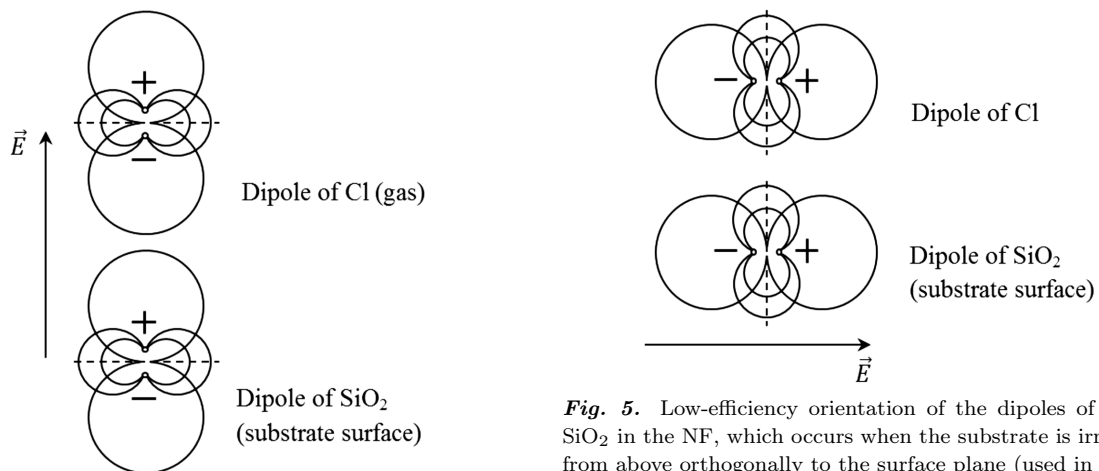 +
E⃗
−
Dipole of Cl (gas)
+
−
Dipole of SiO₂
(substrate surface)
− +
Dipole of Cl
− +
Dipole of SiO₂
(substrate surface)
E⃗
Fig. 5. Low-efficiency orientation of the dipoles of
SiO₂ in the NF, which occurs when the substrate is
from above orthogonally to the surface plane (used in